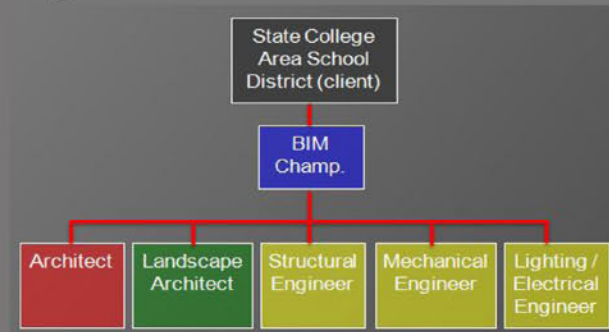 State College
Area School
District (client)
BIM
Champ.
Architect
Landscape
Architect
Structural
Engineer
Mechanical
Engineer
Lighting /
Electrical
Engineer